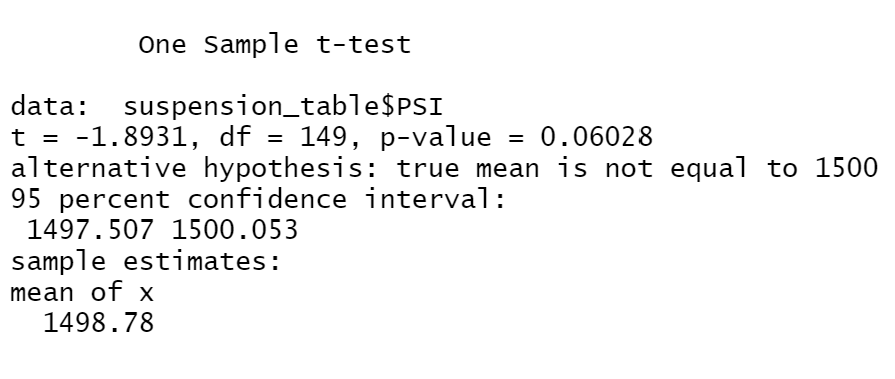 One Sample t-test
data:  suspension_table$PSI
t = -1.8931, df = 149, p-value = 0.06028
alternative hypothesis: true mean is not equal to 1500
95 percent confidence interval:
 1497.507 1500.053
sample estimates:
mean of x
  1498.78